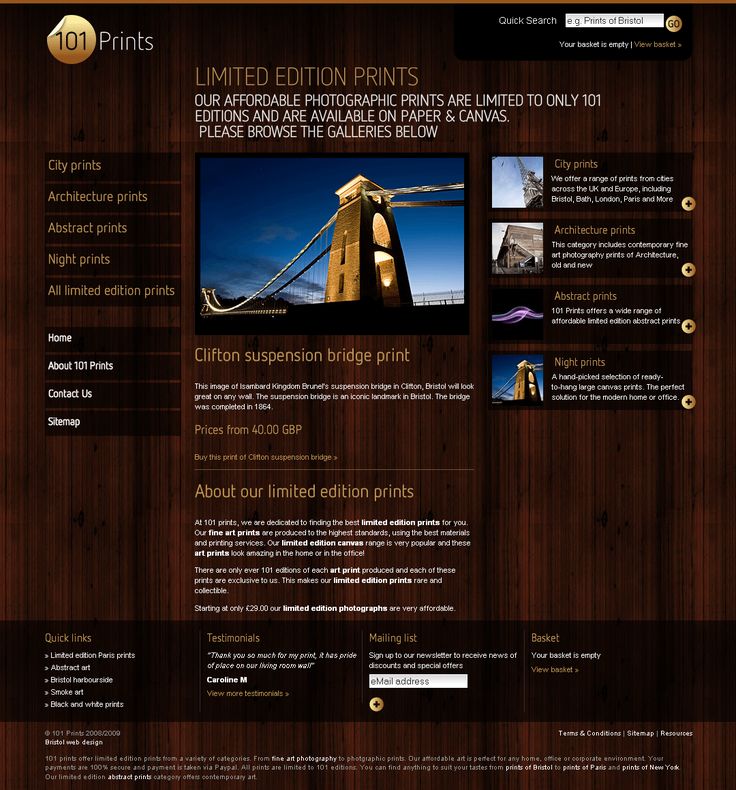 101 Prints
Quick Search
e.g. Prints of Bristol
GO
Your basket is empty | View basket »
LIMITED EDITION PRINTS
OUR AFFORDABLE PHOTOGRAPHIC PRINTS ARE LIMITED TO ONLY 101
EDITIONS AND ARE AVAILABLE ON PAPER & CANVAS.
PLEASE BROWSE THE GALLERIES BELOW
City prints
Architecture prints
Abstract prints
Night prints
All limited edition prints
Home
About 101 Prints
Contact Us
Sitemap
Clifton suspension bridge print
This image of Isambard Kingdom Brunel's suspension bridge in Clifton, Bristol will look
great on any wall. The suspension bridge is an iconic landmark in Bristol. The bridge
was completed in 1864.
Prices from 40.00 GBP
Buy this print of Clifton suspension bridge »
About our limited edition prints
At 101 prints, we are dedicated to finding the best limited edition prints for you.
Our fine art prints are produced to the highest standards, using the best materials
and printing services. Our limited edition canvas range is very popular and these
art prints look amazing in the home or in the office!
There are only ever 101 editions of each art print produced and each of these
prints are exclusive to us. This makes our limited edition prints rare and
collectible.
Starting at only £29.00 our limited edition photographs are very affordable.
City prints
We offer a range of prints from cities
across the UK and Europe, including
Bristol, Bath, London, Paris and More
Architecture prints
This category includes contemporary fine
art photography prints of Architecture,
old and new
Abstract prints
101 Prints offers a wide range of
affordable limited edition abstract prints
Night prints
A hand-picked selection of ready-
to-hang large canvas prints. The perfect
solution for the modern home or office.
Quick links
» Limited edition Paris prints
» Abstract art
» Bristol harbourside
» Smoke art
» Black and white prints
Testimonials
"Thank you so much for my print, it has pride
of place on our living room wall"
Caroline M
View more testimonials »
Mailing list
Sign up to our newsletter to receive news of
discounts and special offers
eMail address
Basket
Your basket is empty
View basket »
© 101 Prints 2008/2009
Bristol web design
Terms & Conditions | Sitemap | Resources
101 prints offer limited edition prints from a variety of categories. From fine art photography to photgraphic prints. Our affordable art is perfect for any home, office or corporate environment. Your
payments are 100% secure and payment is taken via Paypal. All prints are limited to 101 editions. You can find anything to suit your tastes from prints of Bristol to prints of Paris and prints of New York.
Our limited edition abstract prints category offers contemporary art.